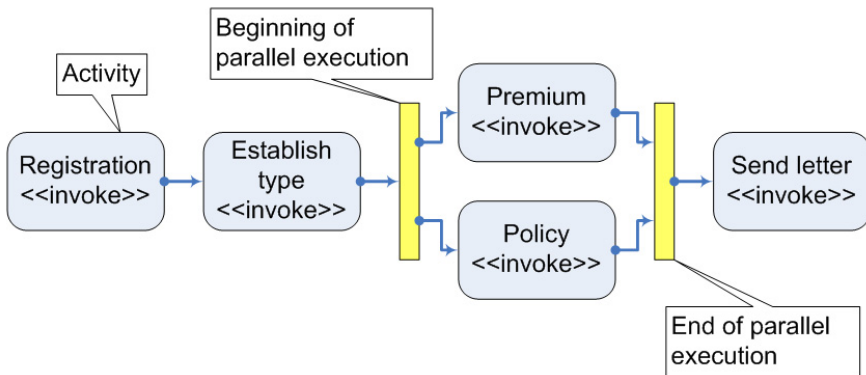 Beginning of
parallel execution
Activity
Registration
<<invoke>>
Establish
type
<<invoke>>
Premium
<<invoke>>
Policy
<<invoke>>
Send letter
<<invoke>>
End of parallel
execution